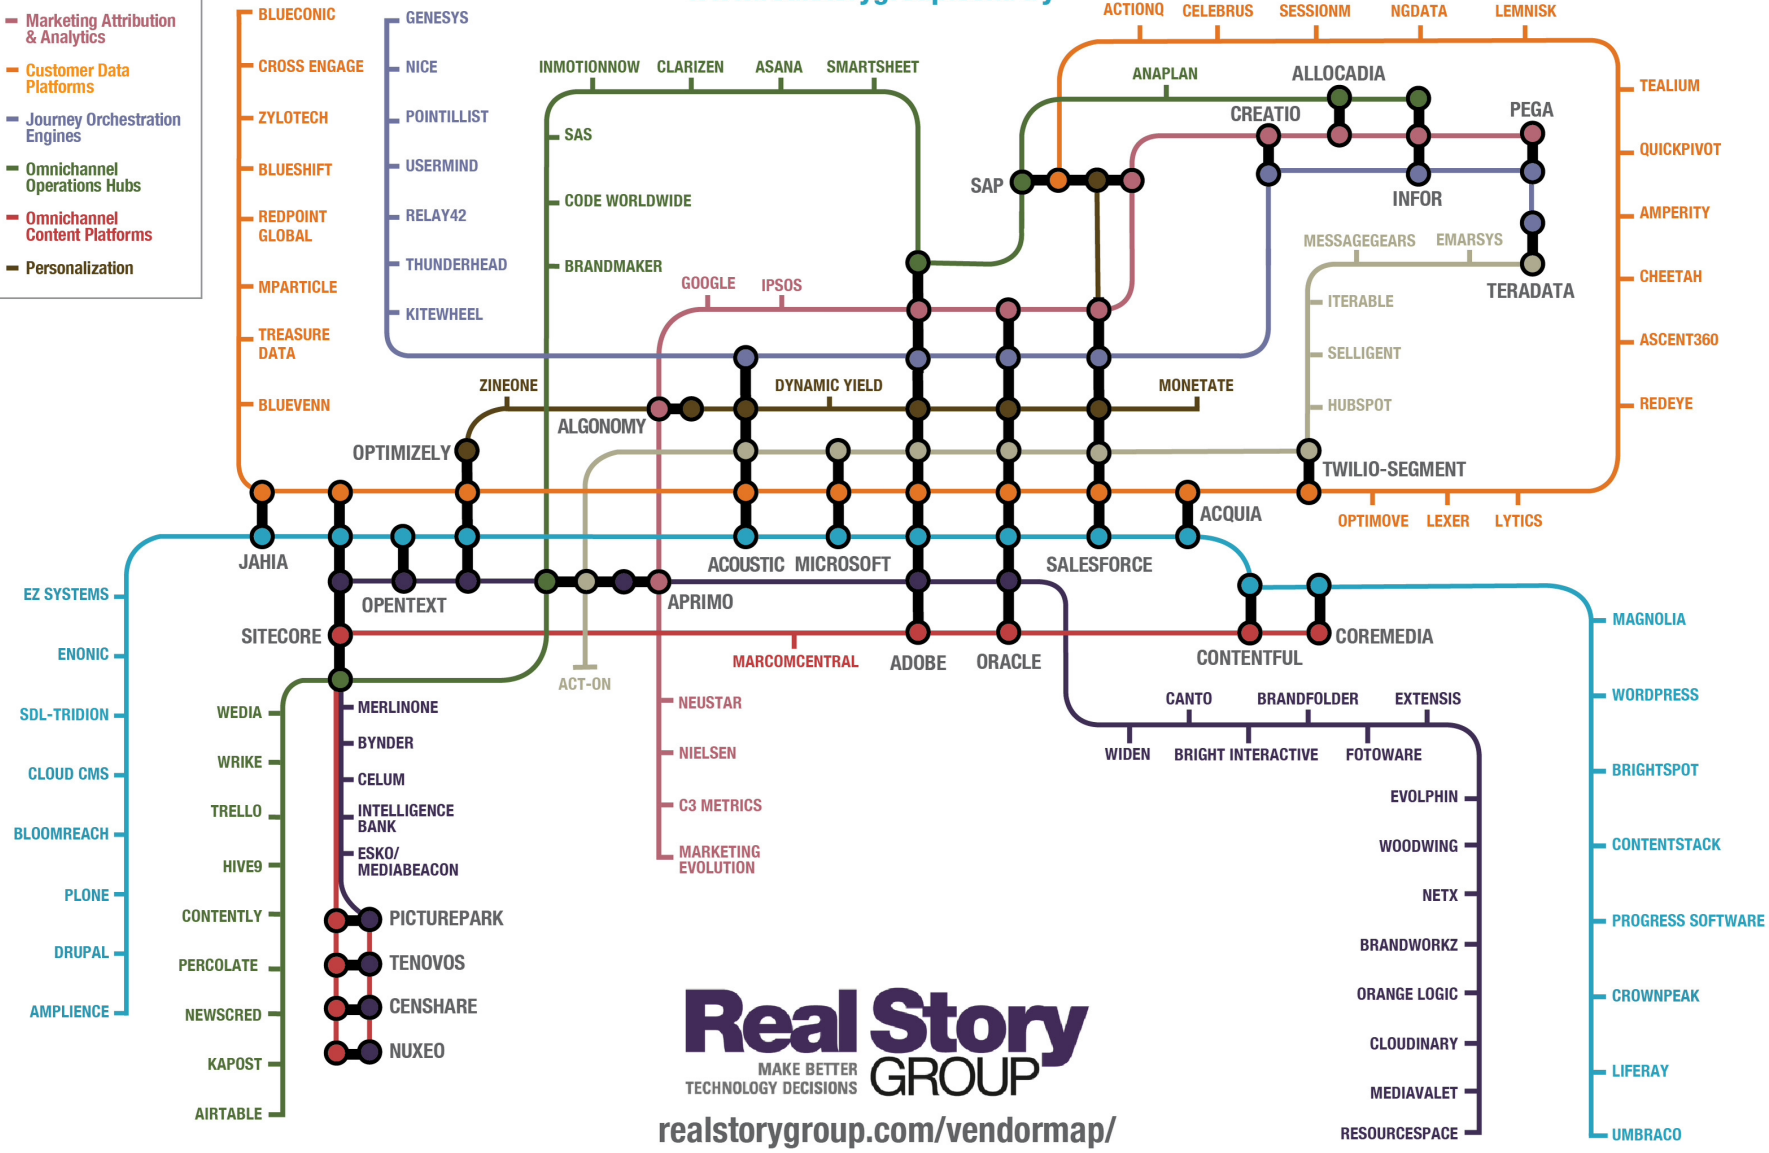 Marketing Attribution
& Analytics
Customer Data
Platforms
Journey Orchestration
Engines
Omnichannel
Operations Hubs
Omnichannel
Content Platforms
Personalization
BLUECONIC
CROSS ENGAGE
ZYLOTECH
BLUESHIFT
REDPOINT
GLOBAL
MPARTICLE
TREASURE
DATA
BLUEVENN
GENESYS
NICE
POINTILLIST
USERMIND
RELAY42
THUNDERHEAD
KITEWHEEL
INMOTIONNOW
CLARIZEN
ASANA
SMARTSHEET
SAS
CODE WORLDWIDE
BRANDMAKER
GOOGLE
IPSOS
ACTIONQ
CELEBRUS
SESSIONM
NGDATA
LEMNISK
ANAPLAN
ALLOCADIA
CREATIO
PEGA
SAP
INFOR
MESSAGEGEARS
EMARSYS
TERADATA
ITERABLE
SELLIGENT
HUBSPOT
TEALIUM
QUICKPIVOT
AMPERITY
CHEETAH
ASCENT360
REDEYE
ZINEONE
DYNAMIC YIELD
MONETATE
ALGONOMY
OPTIMIZELY
TWILIO-SEGMENT
ACQUIA
OPTIMOVE
LEXER
LYTICS
JAHIA
ACOUSTIC
MICROSOFT
SALESFORCE
OPENTEXT
APRIMO
SITECORE
MARCOMCENTRAL
ADOBE
ORACLE
CONTENTFUL
COREMEDIA
ACT-ON
EZ SYSTEMS
ENONIC
SDL-TRIDION
CLOUD CMS
BLOOMREACH
PLONE
DRUPAL
AMPLIENCE
WEDIA
WRIKE
TRELLO
HIVE9
CONTENTLY
PERCOLATE
NEWSCRED
KAPOST
AIRTABLE
MERLINONE
BYNDER
CELUM
INTELLIGENCE
BANK
ESKO/
MEDIABEACON
PICTUREPARK
TENOVOS
CENSHARE
NUXEO
NEUSTAR
NIELSEN
C3 METRICS
MARKETING
EVOLUTION
CANTO
BRANDFOLDER
EXTENSIS
WIDEN
BRIGHT INTERACTIVE
FOTOWARE
EVOLPHIN
WOODWING
NETX
BRANDWORKZ
ORANGE LOGIC
CLOUDINARY
MEDIAVALET
RESOURCESPACE
MAGNOLIA
WORDPRESS
BRIGHTSPOT
CONTENTSTACK
PROGRESS SOFTWARE
CROWNPEAK
LIFERAY
UMBRACO
Real Story
GROUP
MAKE BETTER
TECHNOLOGY DECISIONS
realstorygroup.com/vendormap/